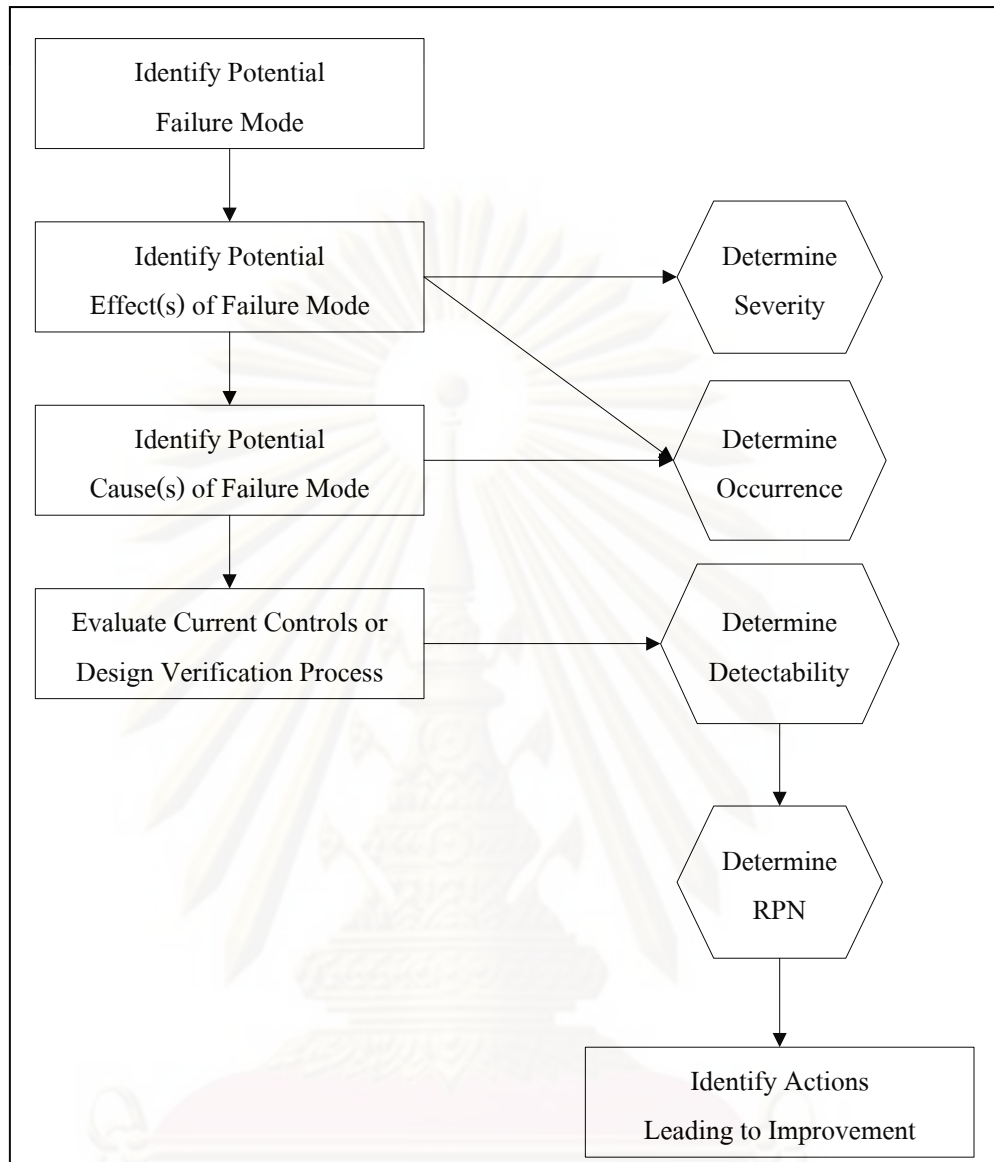 Identify Potential
Failure Mode
Identify Potential
Effect(s) of Failure Mode
Determine
Severity
Identify Potential
Cause(s) of Failure Mode
Determine
Occurrence
Evaluate Current Controls or
Design Verification Process
Determine
Detectability
Determine
RPN
Identify Actions
Leading to Improvement